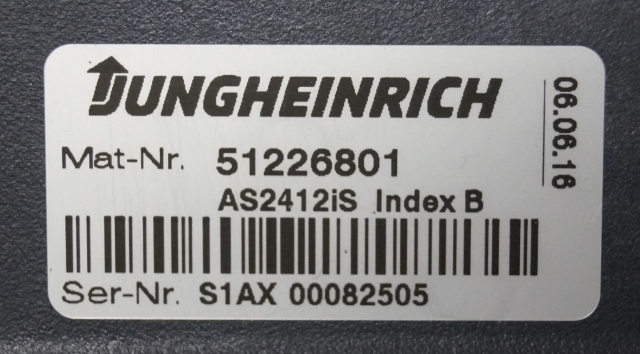 JUNGHEINRICH
Mat-Nr. 51226801
AS2412iS Index B
Ser-Nr. S1AX 00082505
06.06.16